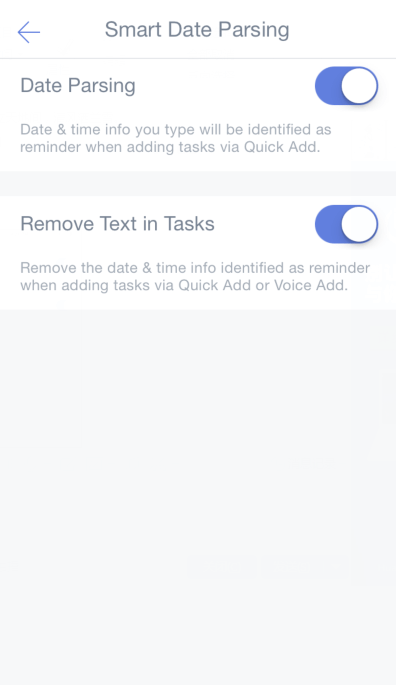 Smart Date Parsing
Date Parsing
Date & time info you type will be identified as
reminder when adding tasks via Quick Add.
Remove Text in Tasks
Remove the date & time info identified as reminder
when adding tasks via Quick Add or Voice Add.